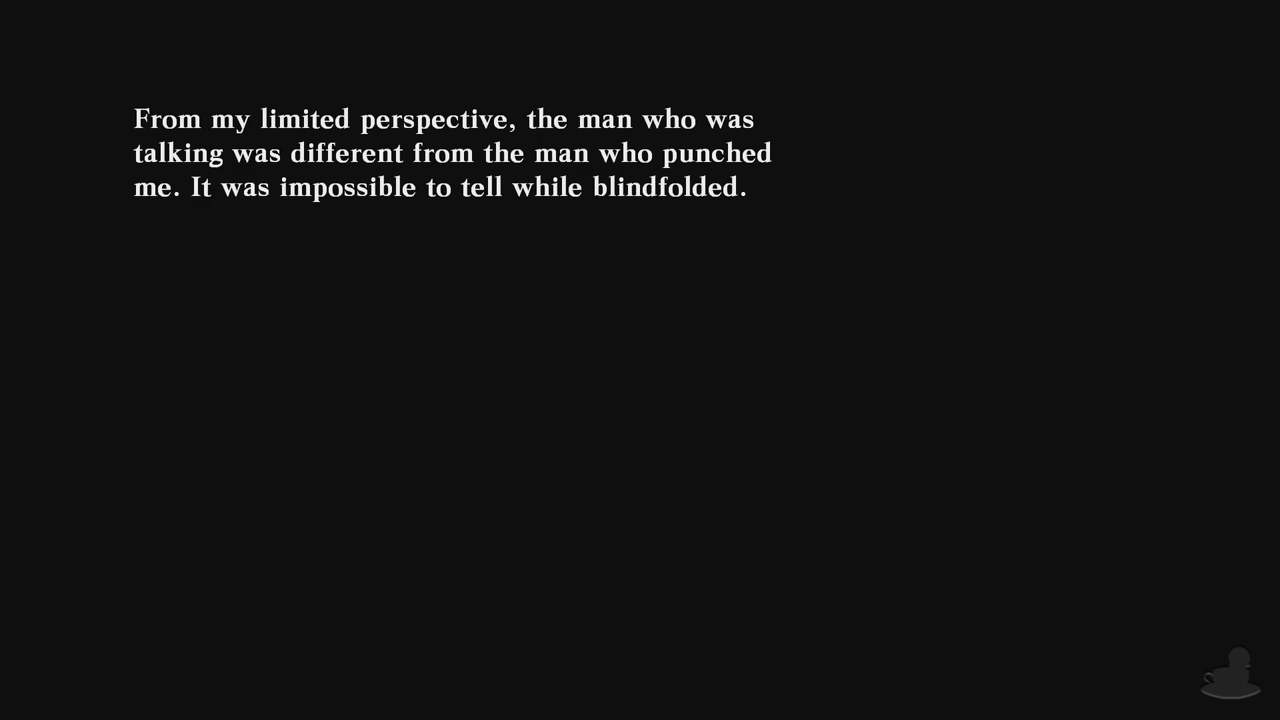 From my limited perspective, the man who was
talking was different from the man who punched
me. It was impossible to tell while blindfolded.